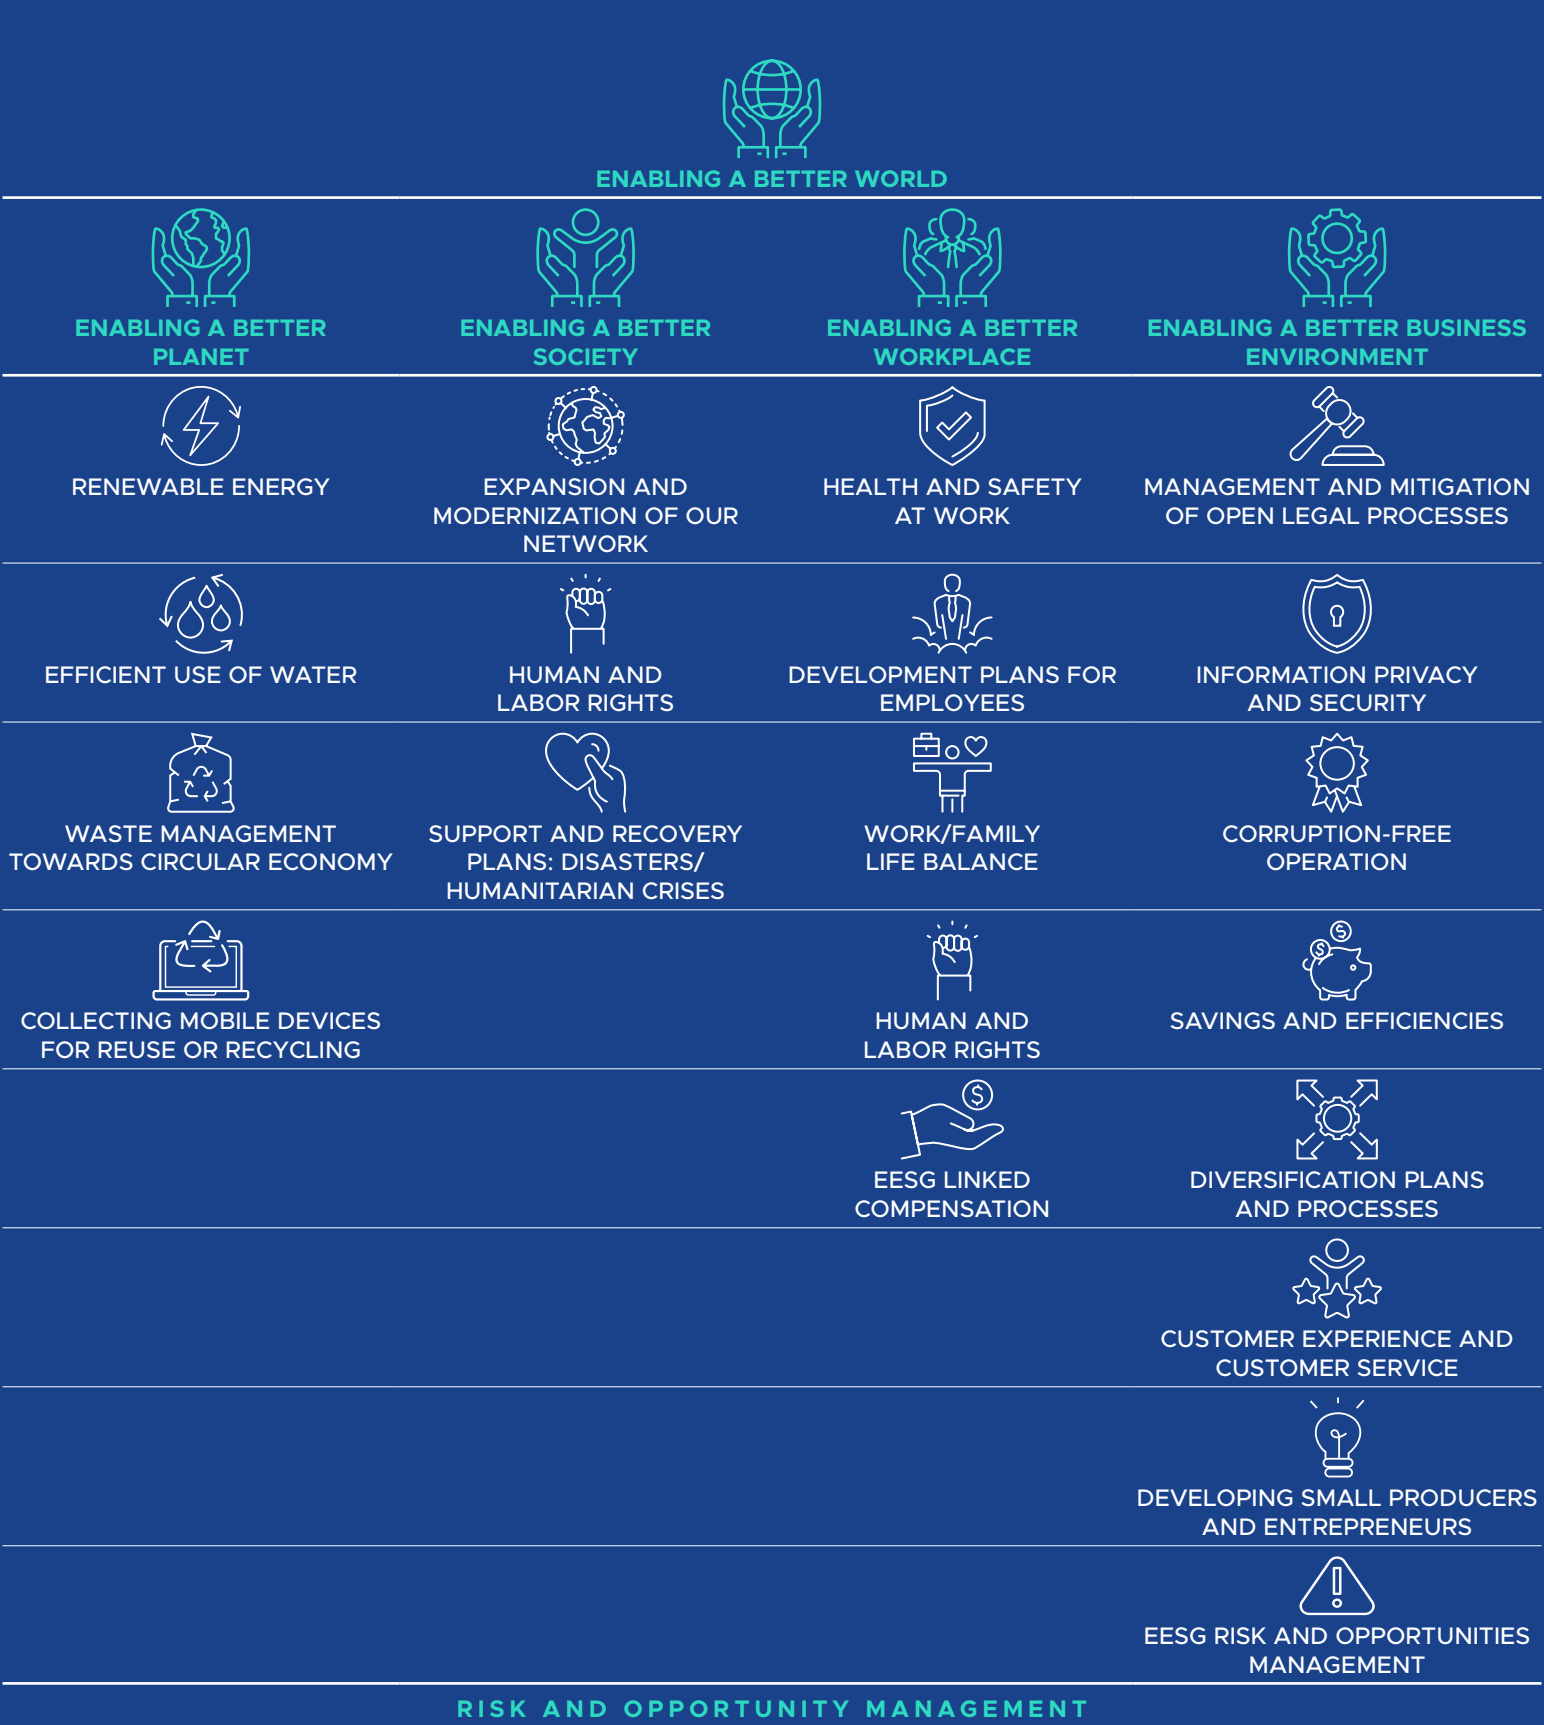 ENABLING A BETTER WORLD
ENABLING A BETTER
PLANET
ENABLING A BETTER
SOCIETY
ENABLING A BETTER
WORKPLACE
ENABLING A BETTER BUSINESS
ENVIRONMENT
RENEWABLE ENERGY
EXPANSION AND
MODERNIZATION OF OUR
NETWORK
HEALTH AND SAFETY
AT WORK
MANAGEMENT AND MITIGATION
OF OPEN LEGAL PROCESSES
EFFICIENT USE OF WATER
HUMAN AND
LABOR RIGHTS
DEVELOPMENT PLANS FOR
EMPLOYEES
INFORMATION PRIVACY
AND SECURITY
WASTE MANAGEMENT
TOWARDS CIRCULAR ECONOMY
SUPPORT AND RECOVERY
PLANS: DISASTERS/
HUMANITARIAN CRISES
WORK/FAMILY
LIFE BALANCE
CORRUPTION-FREE
OPERATION
COLLECTING MOBILE DEVICES
FOR REUSE OR RECYCLING
HUMAN AND
LABOR RIGHTS
SAVINGS AND EFFICIENCIES
EESG LINKED
COMPENSATION
DIVERSIFICATION PLANS
AND PROCESSES
CUSTOMER EXPERIENCE AND
CUSTOMER SERVICE
DEVELOPING SMALL PRODUCERS
AND ENTREPRENEURS
EESG RISK AND OPPORTUNITIES
MANAGEMENT
RISK AND OPPORTUNITY MANAGEMENT